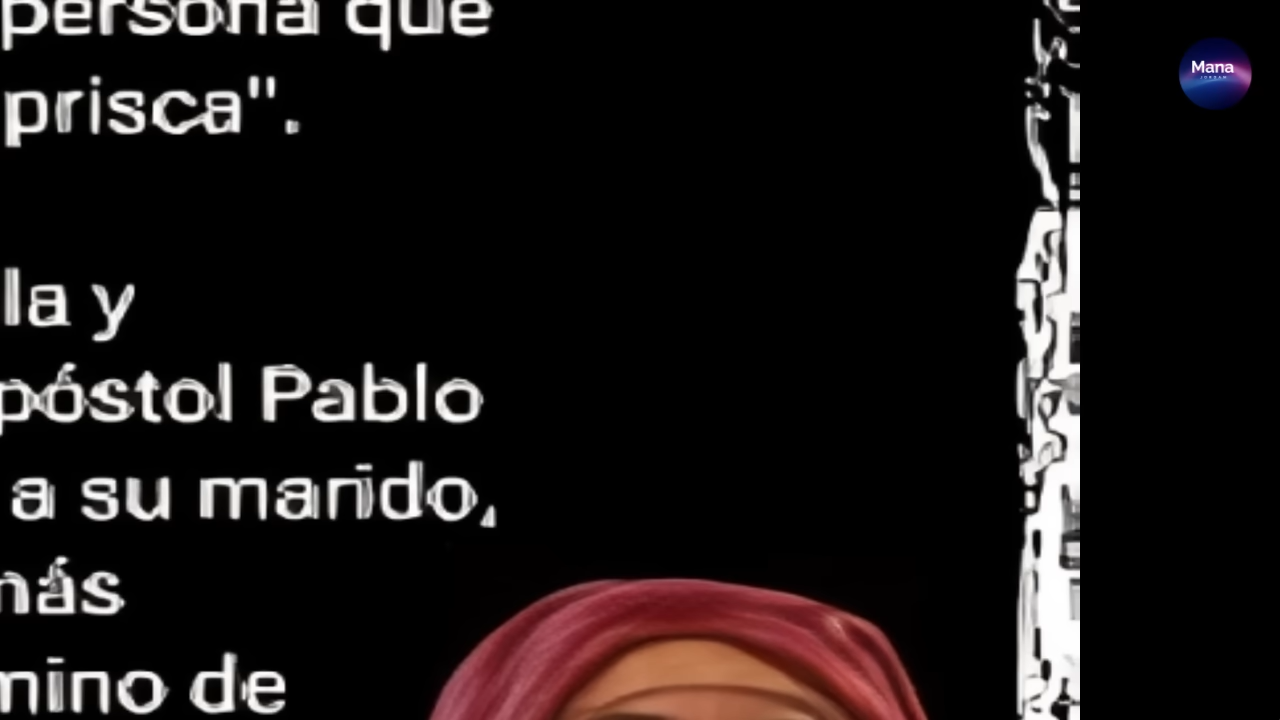 persona que
prisca".
la y
póstol Pablo
a su marido,
más
mino de
Mana